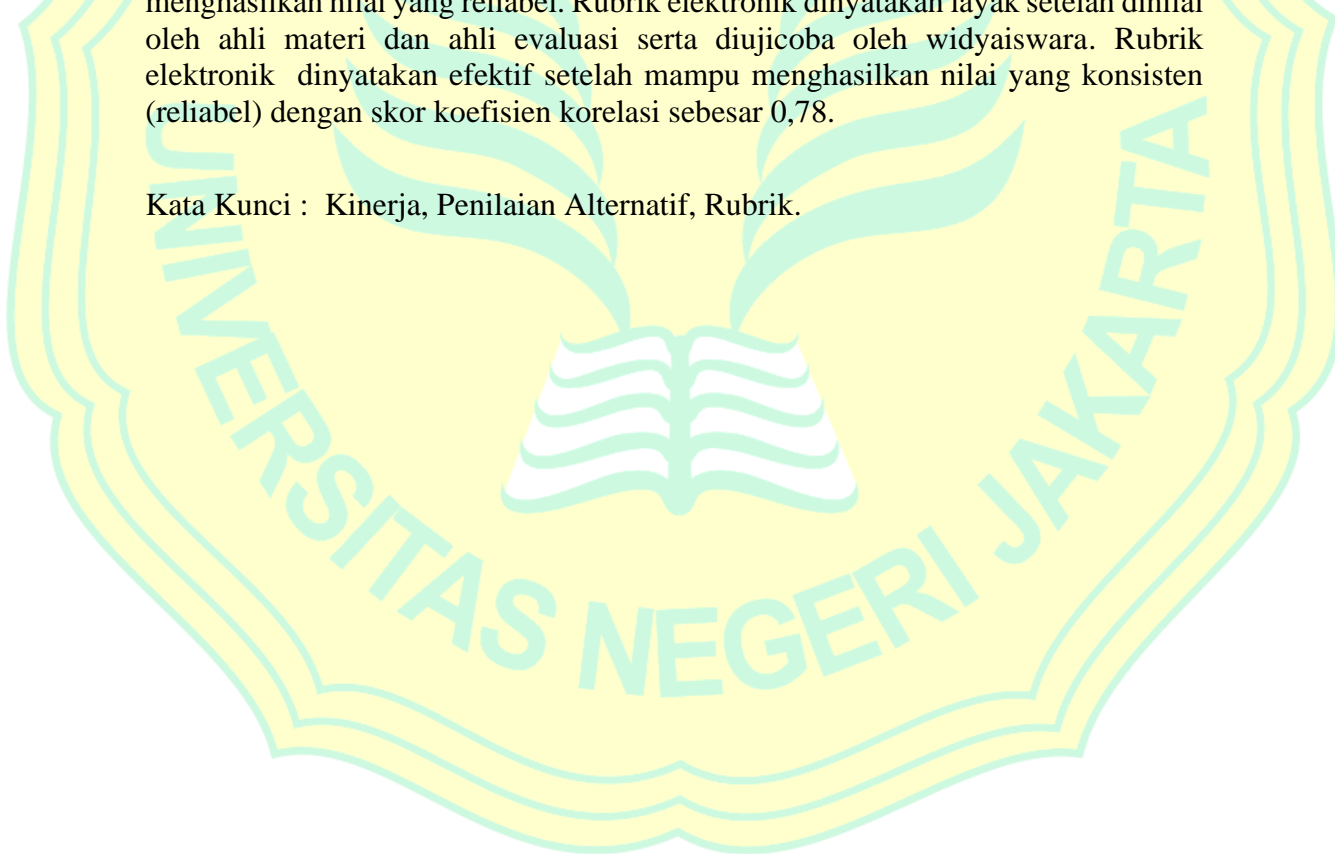 menghasilkan nilai yang reliabel. Rubrik elektronik dinyatakan layak setelah dinilai
oleh ahli materi dan ahli evaluasi serta diujicoba oleh widyaiswara. Rubrik
elektronik dinyatakan efektif setelah mampu menghasilkan nilai yang konsisten
(reliabel) dengan skor koefisien korelasi sebesar 0,78.
Kata Kunci : Kinerja, Penilaian Alternatif, Rubrik.
UNIVERSITAS NEGERI JAKARTA